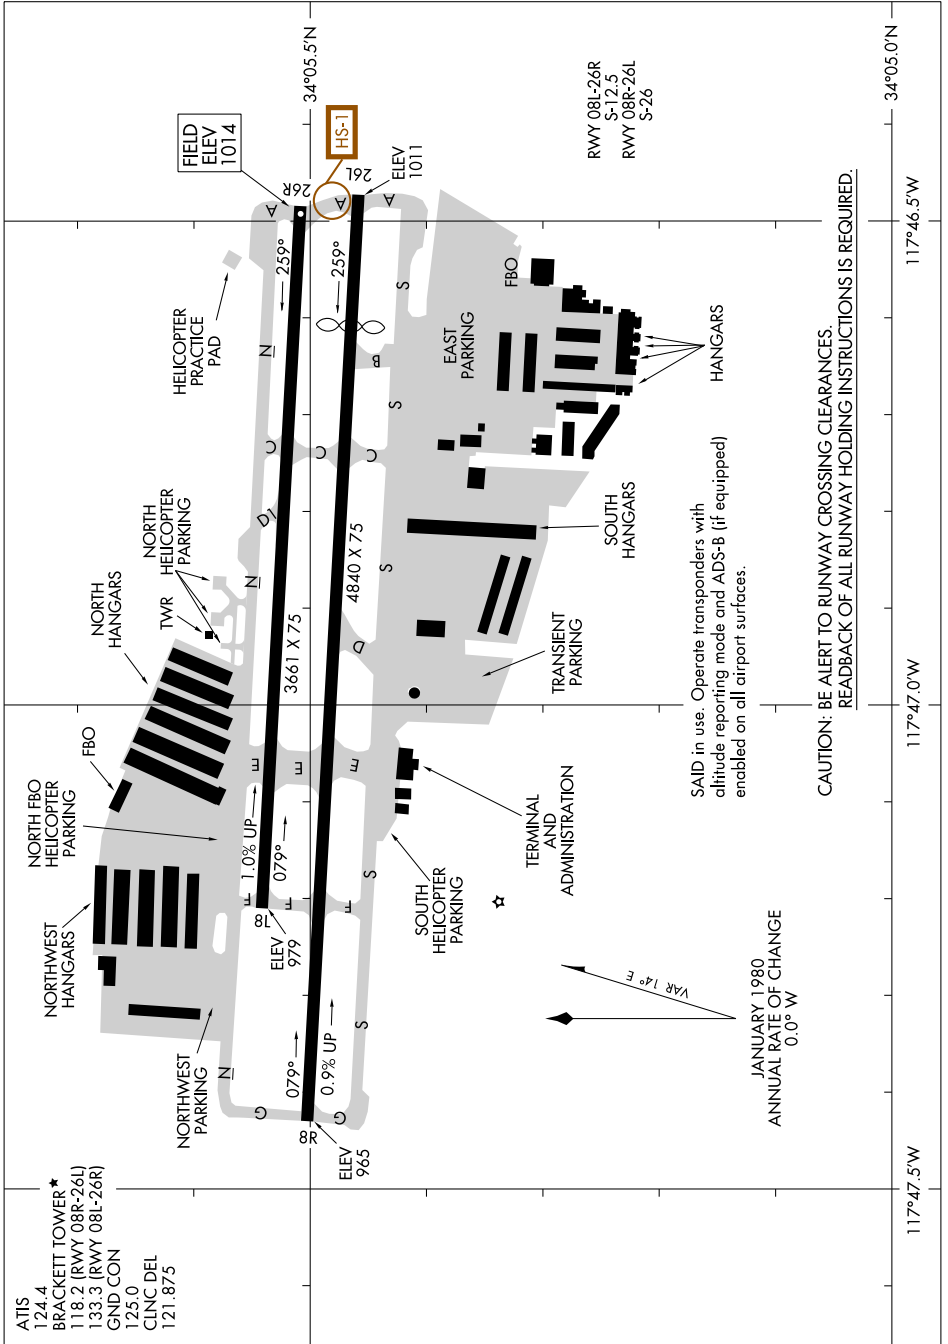 ATIS
124.4
BRACKETT TOWER★
118.2 (RWY 08R-26L)
133.3 (RWY 08L-26R)
GND CON
125.0
CLNC DEL
121.875
NORTHWEST
HANGARS
NORTH FBO
HELICOPTER
PARKING
FBO
NORTH
HANGARS
TWR
NORTH
HELICOPTER
PARKING
HELICOPTER
PRACTICE
PAD
FIELD
ELEV
1014
34°05.5'N
34°05.0'N
NORTHWEST
PARKING
N
N
N
D1
C
A
26R
HS-1
G
F
E
1.0% UP
079°
3661 X 75
259°
18L
ELEV
979
F
E
C
A
26L
ELEV
1011
8R
079°
0.9% UP
4840 X 75
259°
ELEV
965
G
F
E
D
C
B
A
S
S
S
S
S
SOUTH
HELICOPTER
PARKING
TERMINAL
AND
ADMINISTRATION
TRANSIENT
PARKING
SOUTH
HANGARS
EAST
PARKING
FBO
HANGARS
RWY 08L-26R
S-12.5
RWY 08R-26L
S-26
VAR 14° E
JANUARY 1980
ANNUAL RATE OF CHANGE
0.0° W
SAID in use. Operate transponders with
altitude reporting mode and ADS-B (if equipped)
enabled on all airport surfaces.
CAUTION: BE ALERT TO RUNWAY CROSSING CLEARANCES.
READBACK OF ALL RUNWAY HOLDING INSTRUCTIONS IS REQUIRED.
117°47.5'W
117°47.0'W
117°46.5'W